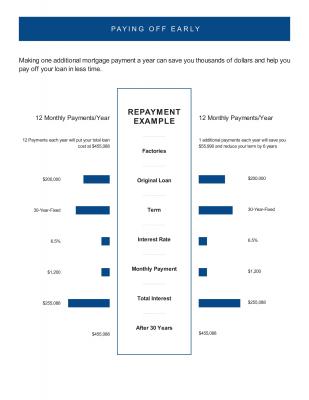 PAYING OFF EARLY
Making one additional mortgage payment a year can save you thousands of dollars and help you
pay off your loan in less time.
12 Monthly Payments/Year
12 Payments each year will put your total loan
cost at $455,088
$200,000
30-Year-Fixed
6.5%
$1,200
$255,088
$455,088
REPAYMENT
EXAMPLE
Factories
Original Loan
Term
Interest Rate
Monthly Payment
Total Interest
After 30 Years
12 Monthly Payments/Year
1 additional payments each year will save you
$55,990 and reduce your term by 6 years
$200,000
30-Year-Fixed
6.5%
$1,200
$255,088
$455,088